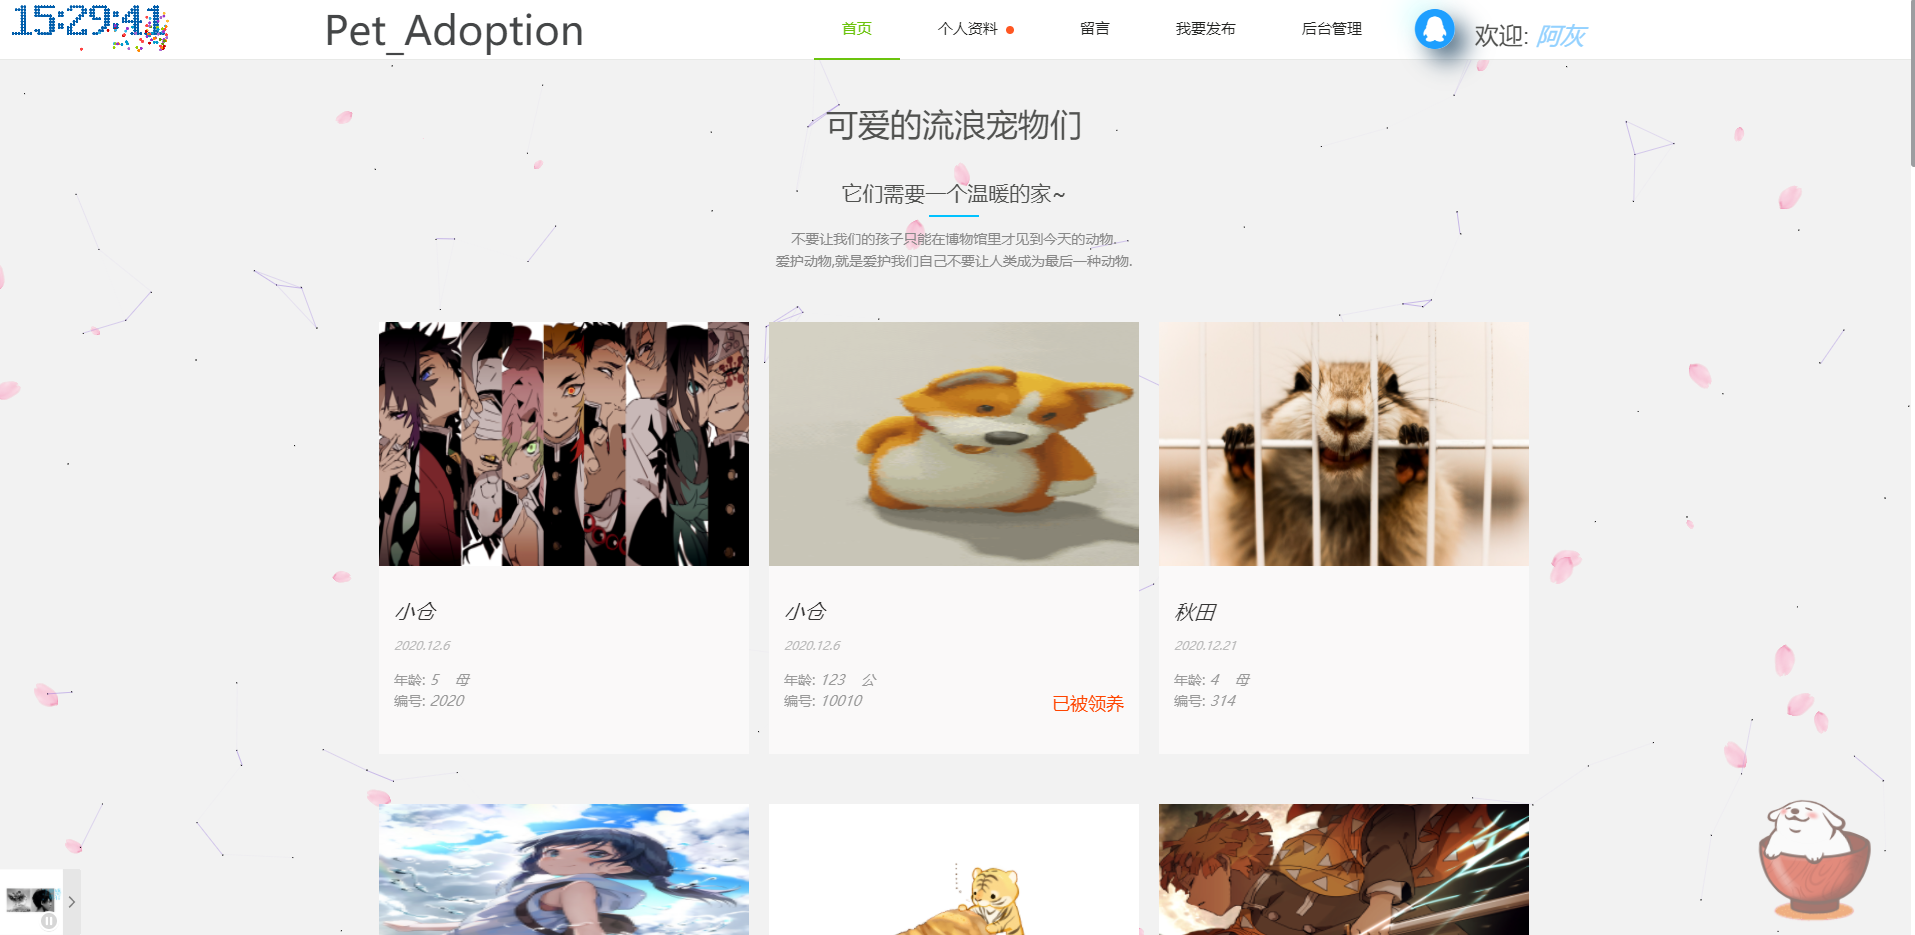 15:29:41
Pet_Adoption
首页 个人资料 留言 我要发布 后台管理
欢迎: 阿灰
可爱的流浪宠物们
它们需要一个温暖的家~
不要让我们的孩子只能在博物馆里才见到今天的动物.
爱护动物,就是爱护我们自己不要让人类成为最后一种动物.
小仓
2020.12.6
年龄: 5 母
编号: 2020
小仓
2020.12.6
年龄: 123 公
编号: 10010
已被领养
秋田
2020.12.21
年龄: 4 母
编号: 314